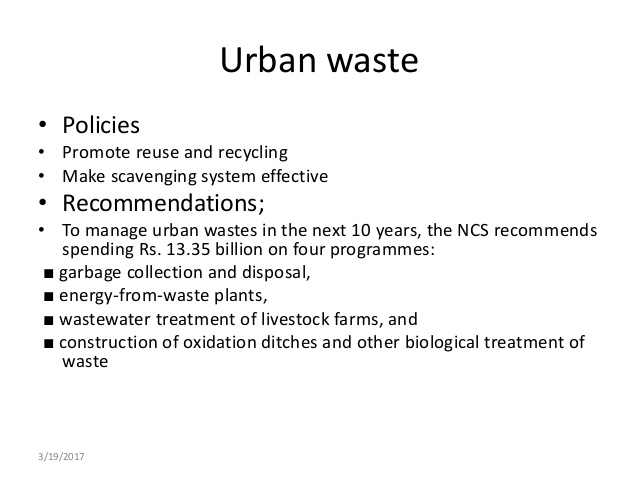 Urban waste
• Policies
• Promote reuse and recycling
• Make scavenging system effective
• Recommendations;
• To manage urban wastes in the next 10 years, the NCS recommends
spending Rs. 13.35 billion on four programmes:
■ garbage collection and disposal,
■ energy-from-waste plants,
■ wastewater treatment of livestock farms, and
■ construction of oxidation ditches and other biological treatment of
waste
3/19/2017